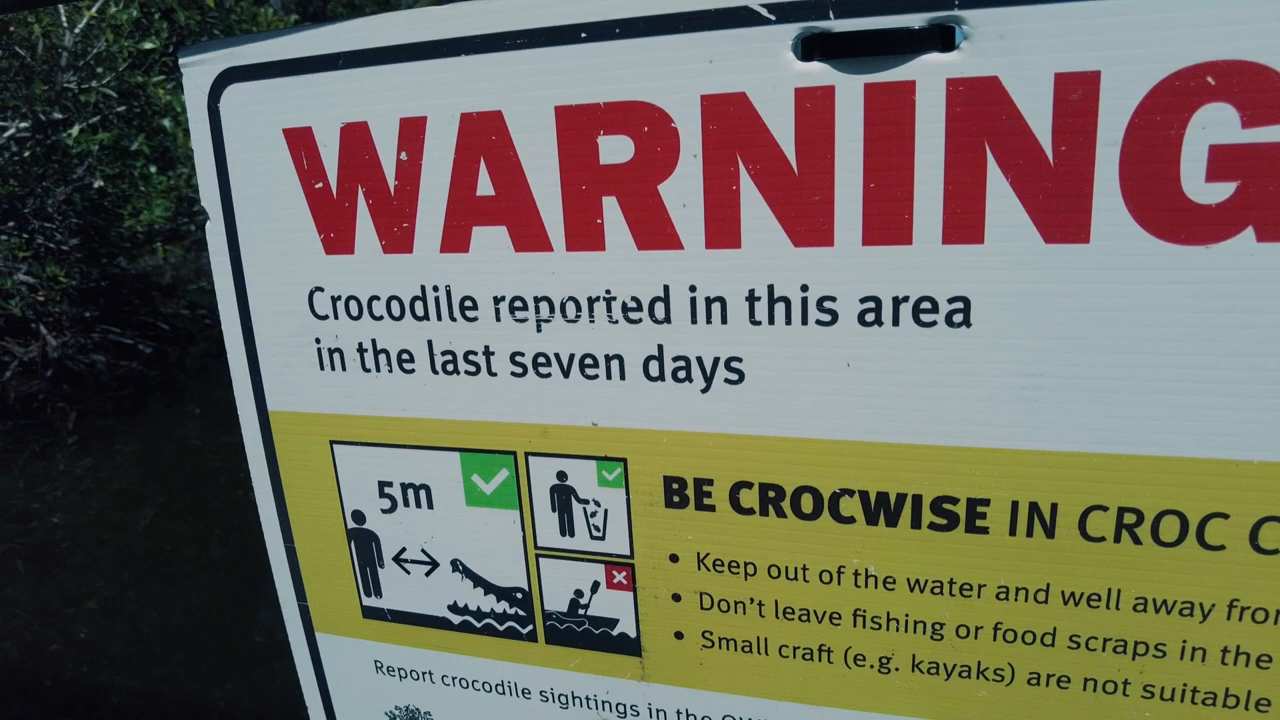 WARNING
Crocodile reported in this area
in the last seven days
5m
BE CROCWISE IN CROC C
Keep out of the water and well away from
Don't leave fishing or food scraps in the
Small craft (e.g. kayaks) are not suitable
Report crocodile sightings in the